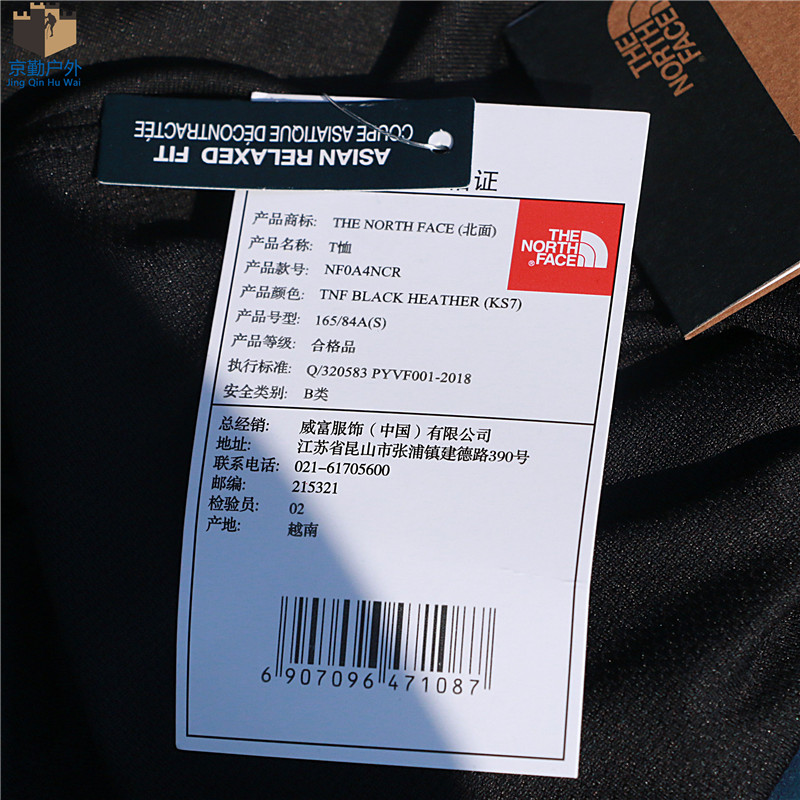 京勤户外
Jing Qin Hu Wai
THE
NORTH
FACE
ASIAN RELAXED FIT
COUPE ASIATIQUE DÉCONTRACTÉE
格证
产品商标: THE NORTH FACE (北面)
产品名称: T恤
产品款号: NF0A4NCR
产品颜色: TNF BLACK HEATHER (KS7)
产品号型: 165/84A(S)
产品等级: 合格品
执行标准: Q/320583 PYVF001-2018
安全类别: B类
THE
NORTH
FACE
®
总经销: 威富服饰(中国)有限公司
地址: 江苏省昆山市张浦镇建德路390号
联系电话: 021-61705600
邮编: 215321
检验员: 02
产地: 越南
6 907096 471087